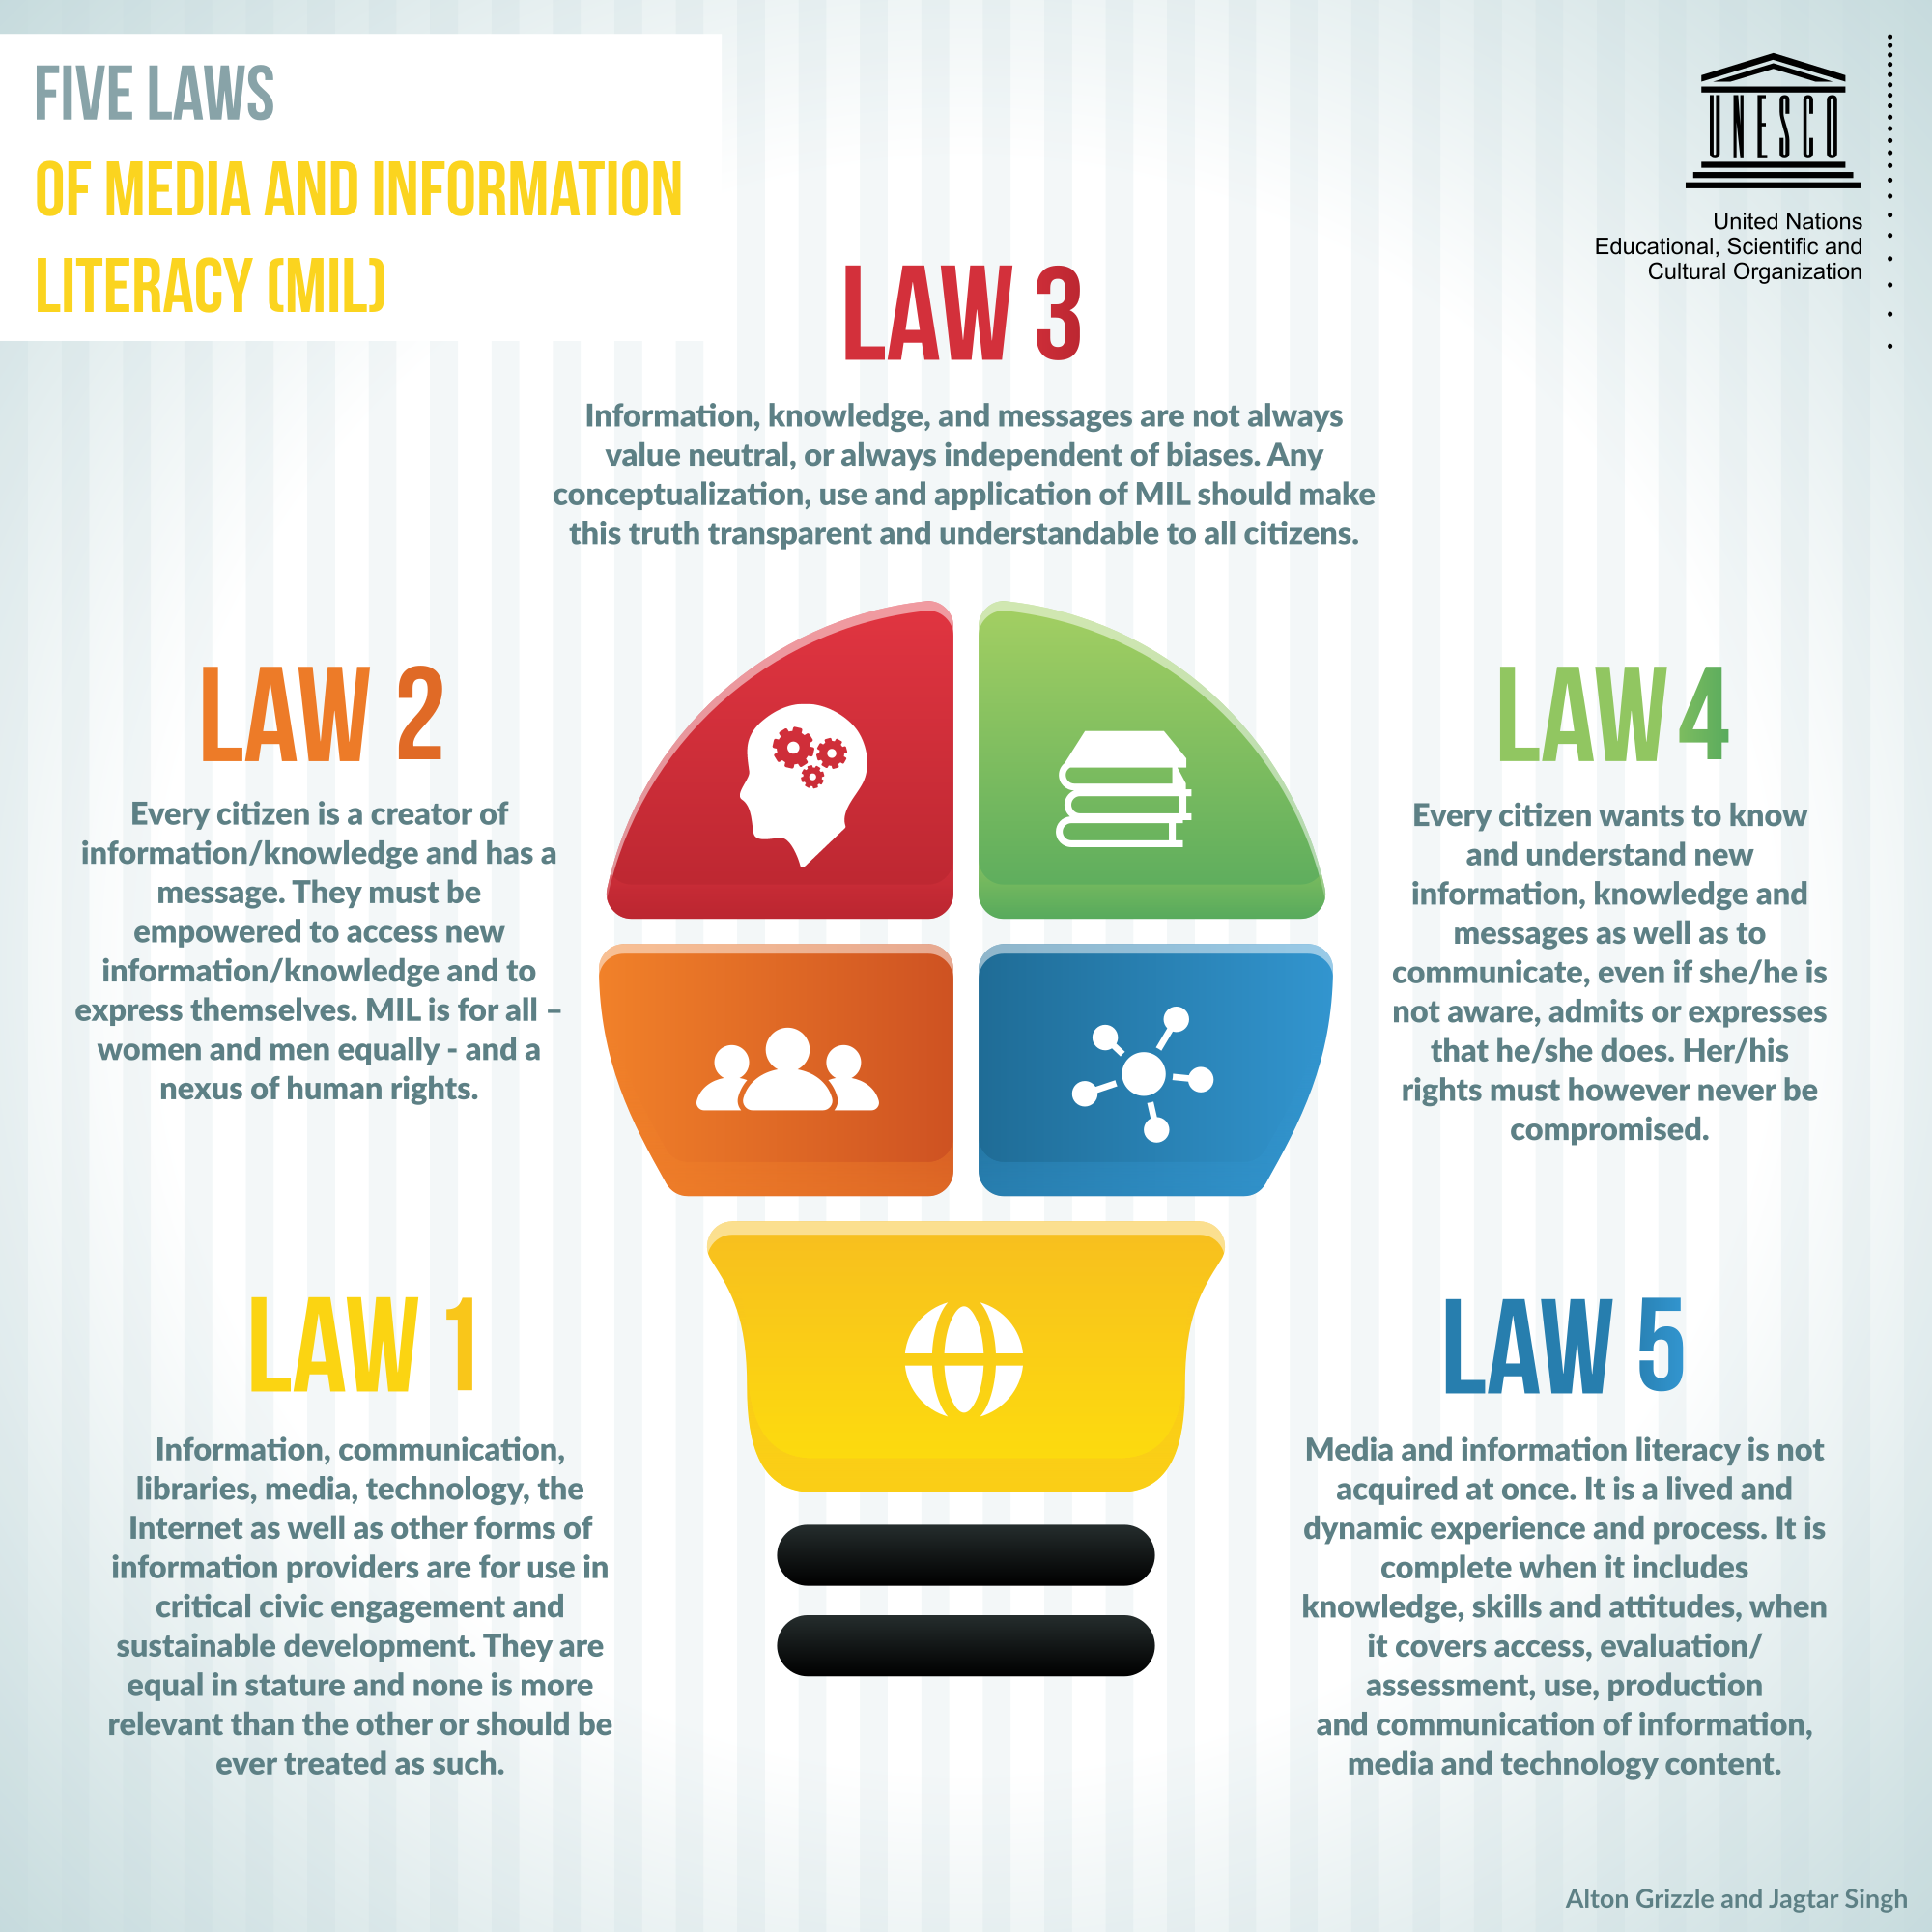 FIVE LAWS
OF MEDIA AND INFORMATION
LITERACY (MIL)
UNESCO
United Nations
Educational, Scientific and
Cultural Organization
LAW 3
Information, knowledge, and messages are not always
value neutral, or always independent of biases. Any
conceptualization, use and application of MIL should make
this truth transparent and understandable to all citizens.
LAW 2
Every citizen is a creator of
information/knowledge and has a
message. They must be
empowered to access new
information/knowledge and to
express themselves. MIL is for all –
women and men equally - and a
nexus of human rights.
LAW 4
Every citizen wants to know
and understand new
information, knowledge and
messages as well as to
communicate, even if she/he is
not aware, admits or expresses
that he/she does. Her/his
rights must however never be
compromised.
LAW 1
Information, communication,
libraries, media, technology, the
Internet as well as other forms of
information providers are for use in
critical civic engagement and
sustainable development. They are
equal in stature and none is more
relevant than the other or should be
ever treated as such.
LAW 5
Media and information literacy is not
acquired at once. It is a lived and
dynamic experience and process. It is
complete when it includes
knowledge, skills and attitudes, when
it covers access, evaluation/
assessment, use, production
and communication of information,
media and technology content.
Alton Grizzle and Jagtar Singh